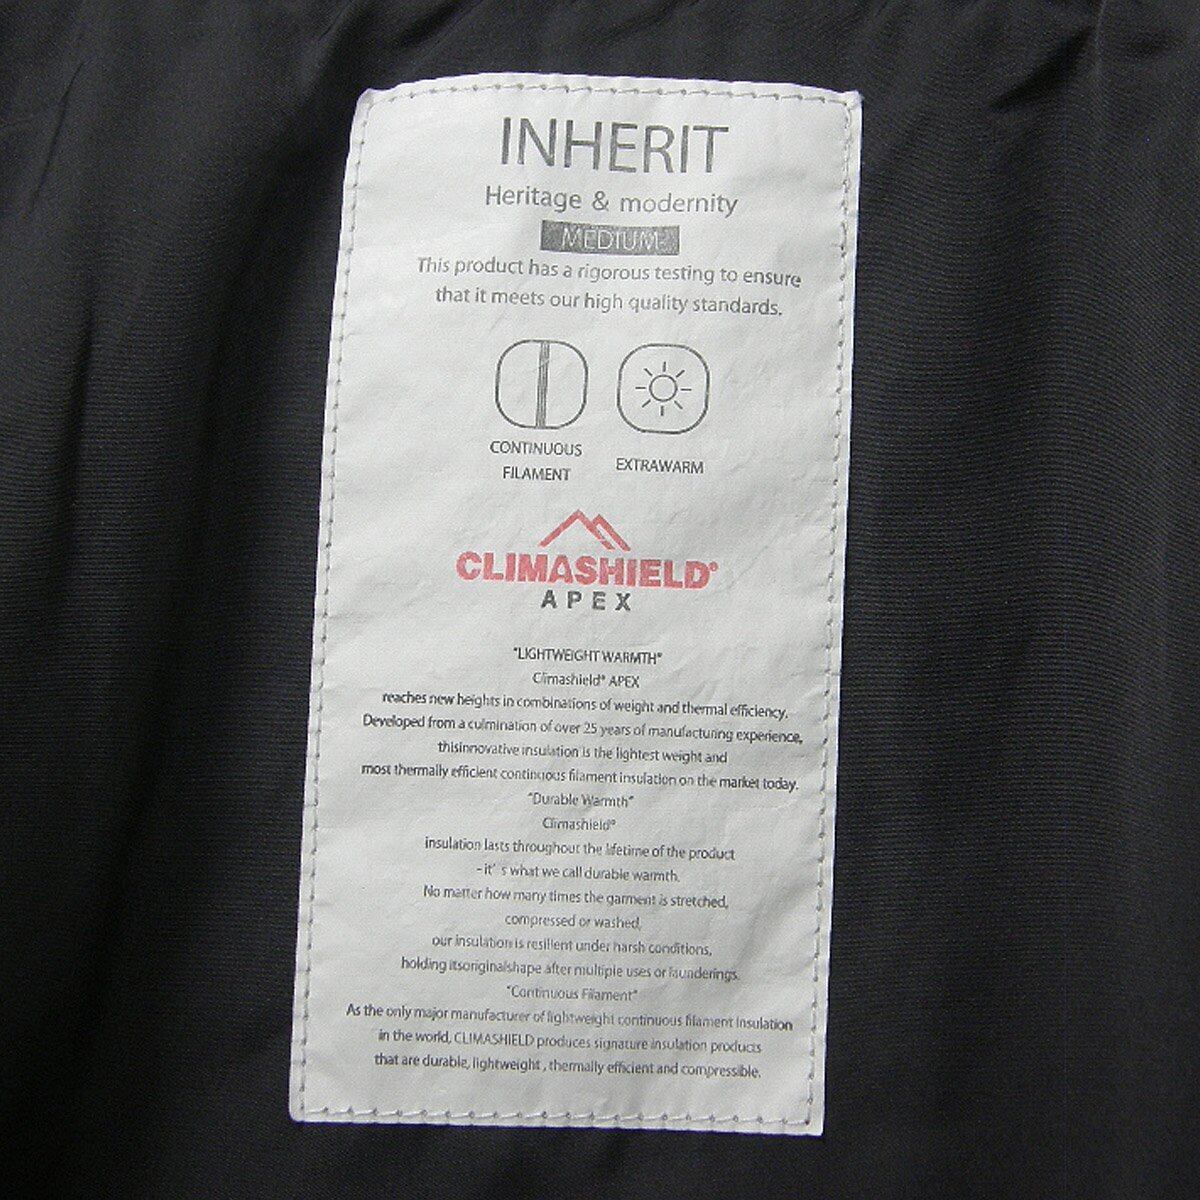 INHERIT
Heritage & modernity
MEDIUM
This product has a rigorous testing to ensure
that it meets our high quality standards.
CONTINUOUS
FILAMENT
EXTRAWARM
CLIMASHIELD®
APEX
"LIGHTWEIGHT WARMTH"
Climashield® APEX
reaches new heights in combinations of weight and thermal efficiency.
Developed from a culmination of over 25 years of manufacturing experience,
thisinnovative insulation is the lightest weight and
most thermally efficient continuous filament insulation on the market today.
"Durable Warmth"
Climashield®
insulation lasts throughout the lifetime of the product
- it' s what we call durable warmth.
No matter how many times the garment is stretched,
compressed or washed,
our insulation is resilient under harsh conditions,
holding itsoriginalshape after multiple uses or launderings.
"Continuous Filament"
As the only major manufacturer of lightweight continuous filament insulation
in the world, CLIMASHIELD produces signature insulation products
that are durable, lightweight , thermally efficient and compressible.